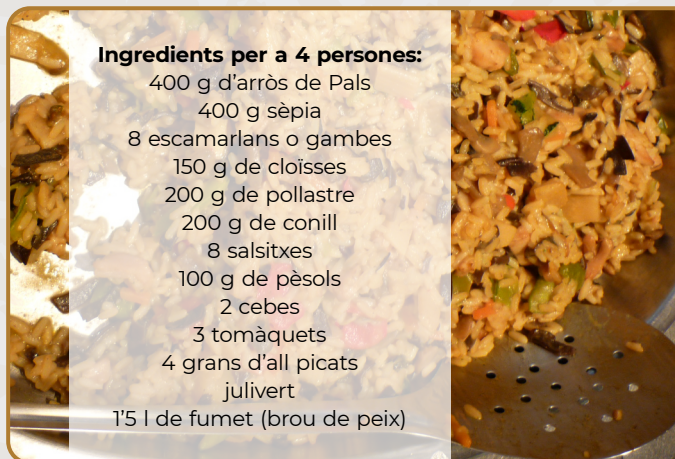 Ingredients per a 4 persones:
400 g d’arròs de Pals
400 g sèpia
8 escamarlans o gambes
150 g de cloïsses
200 g de pollastre
200 g de conill
8 salsitxes
100 g de pèsols
2 cebes
3 tomàquets
4 grans d’all picats
julivert
1’5 l de fumet (brou de peix)